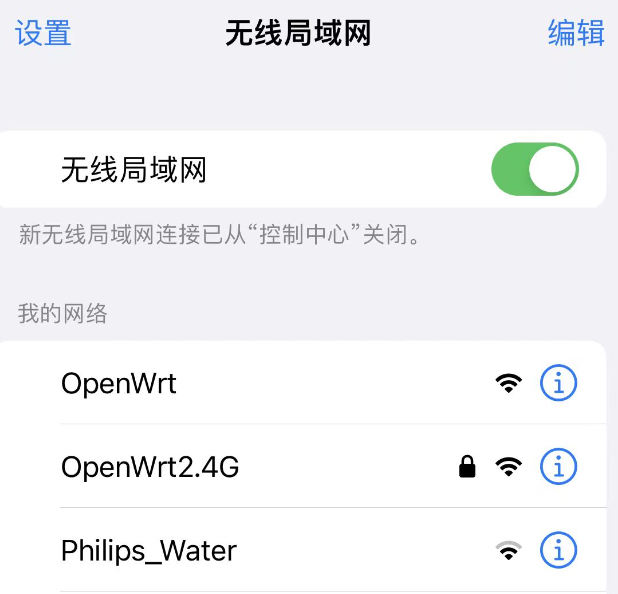 设置
无线局域网
编辑
无线局域网
新无线局域网连接已从“控制中心”关闭。
我的网络
OpenWrt
OpenWrt2.4G
Philips_Water